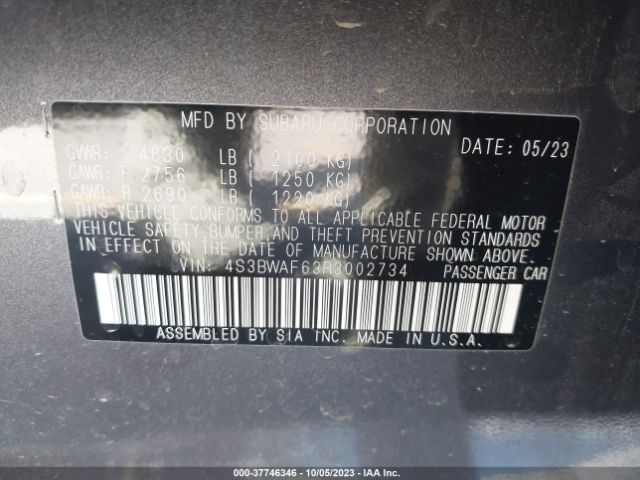 MFD BY SUBARU CORPORATION
DATE: 05/23
GVWR: 4630 LB ( 2100 KG)
GAWR: F 2756 LB ( 1250 KG)
GAWR: R 2690 LB ( 1220 KG)
THIS VEHICLE CONFORMS TO ALL APPLICABLE FEDERAL MOTOR
VEHICLE SAFETY, BUMPER, AND THEFT PREVENTION STANDARDS
IN EFFECT ON THE DATE OF MANUFACTURE SHOWN ABOVE.
VIN: 4S3BWAF63R3002734 PASSENGER CAR
ASSEMBLED BY SIA INC. MADE IN U.S.A.
000-37746346 | 10/05/2023 | IAA Inc.